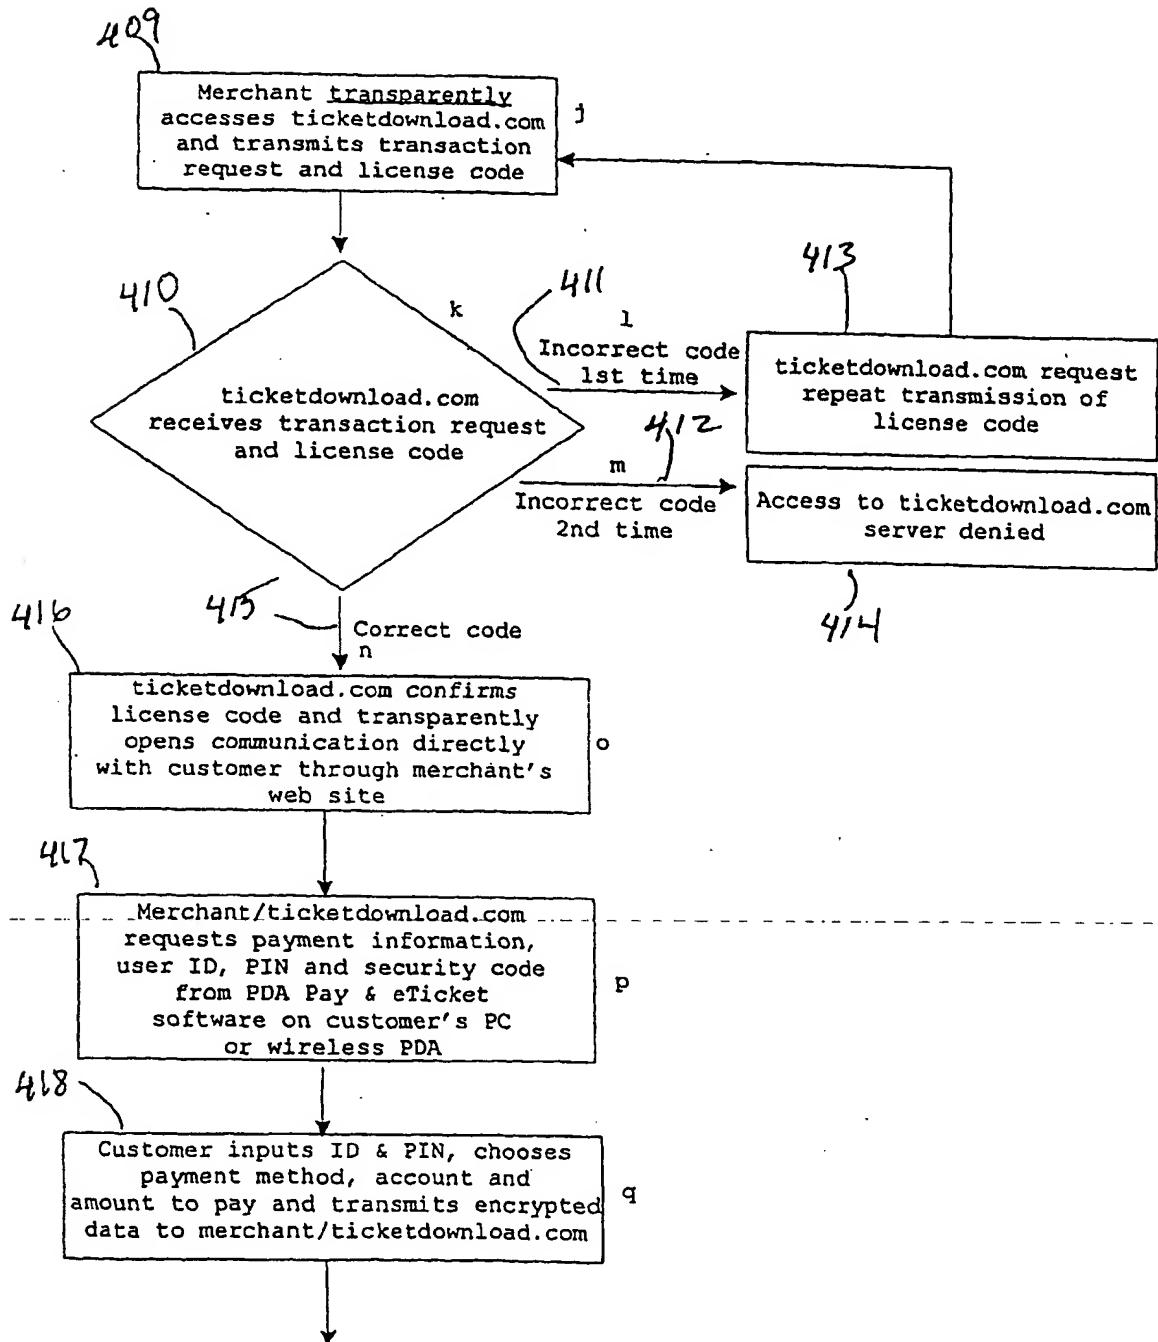 409
Merchant transparently
accesses ticketdownload.com
and transmits transaction
request and license code
j
410
k
411
l
Incorrect code
1st time
413
ticketdownload.com request
repeat transmission of
license code
ticketdownload.com
receives transaction request
and license code
412
m
Incorrect code
2nd time
Access to ticketdownload.com
server denied
414
415
Correct code
n
416
ticketdownload.com confirms
license code and transparently
opens communication directly
with customer through merchant's
web site
o
417
Merchant/ticketdownload.com
requests payment information,
user ID, PIN and security code
from PDA Pay & eTicket
software on customer's PC
or wireless PDA
p
418
Customer inputs ID & PIN, chooses
payment method, account and
amount to pay and transmits encrypted
data to merchant/ticketdownload.com
q